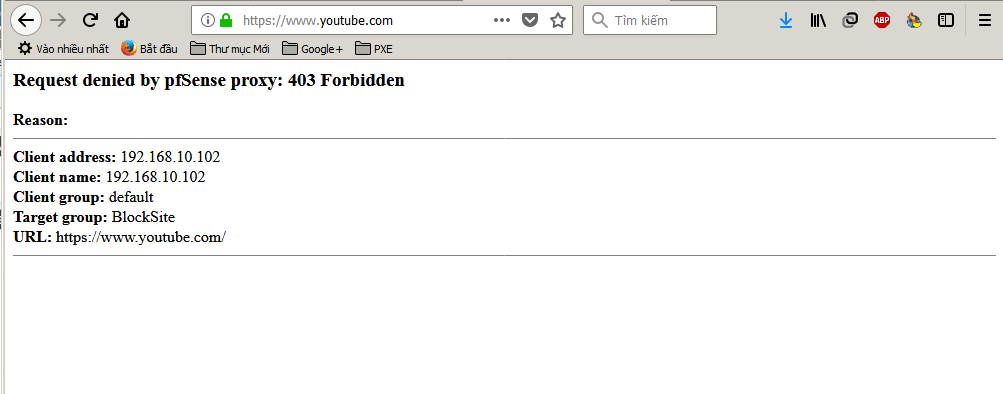 https://www.youtube.com
Tìm kiếm
ABP
Vào nhiều nhất Bắt đầu Thư mục Mới Google+ PXE
Request denied by pfSense proxy: 403 Forbidden
Reason:
Client address: 192.168.10.102
Client name: 192.168.10.102
Client group: default
Target group: BlockSite
URL: https://www.youtube.com/